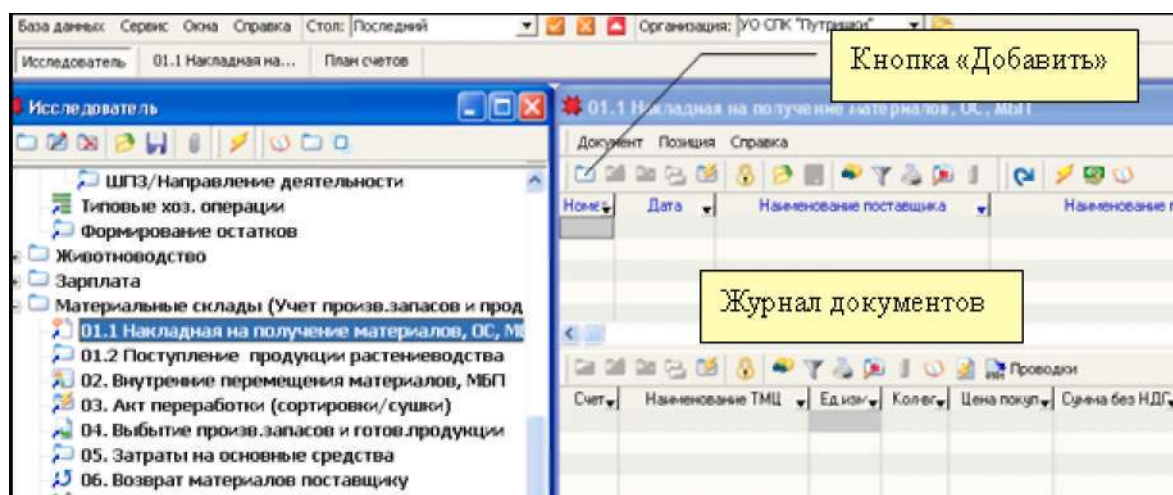 База данных Сервис Окна Справка Стол: Последний Организация: УО СПК "Путришки"
Исследователь 01.1 Накладная на... План счетов
Кнопка «Добавить»
Исследователь
01.1 Накладная на получение материалов, ОС, МБП
Документ Позиция Справка
ШПЗ/Направление деятельности
Типовые хоз. операции
Формирование остатков
Животноводство
Зарплата
Материальные склады (Учет произв.запасов и прод
01.1 Накладная на получение материалов, ОС, МБ
01.2 Поступление продукции растениеводства
02. Внутренние перемещения материалов, МБП
03. Акт переработки (сортировки/сушки)
04. Выбытие произв.запасов и готов.продукции
05. Затраты на основные средства
06. Возврат материалов поставщику
Номер Дата Наименование поставщика Наименование п
Журнал документов
Проводки
Счет Наименование ТМЦ Ед.изм Колво Цена покуп Сумма без НДС